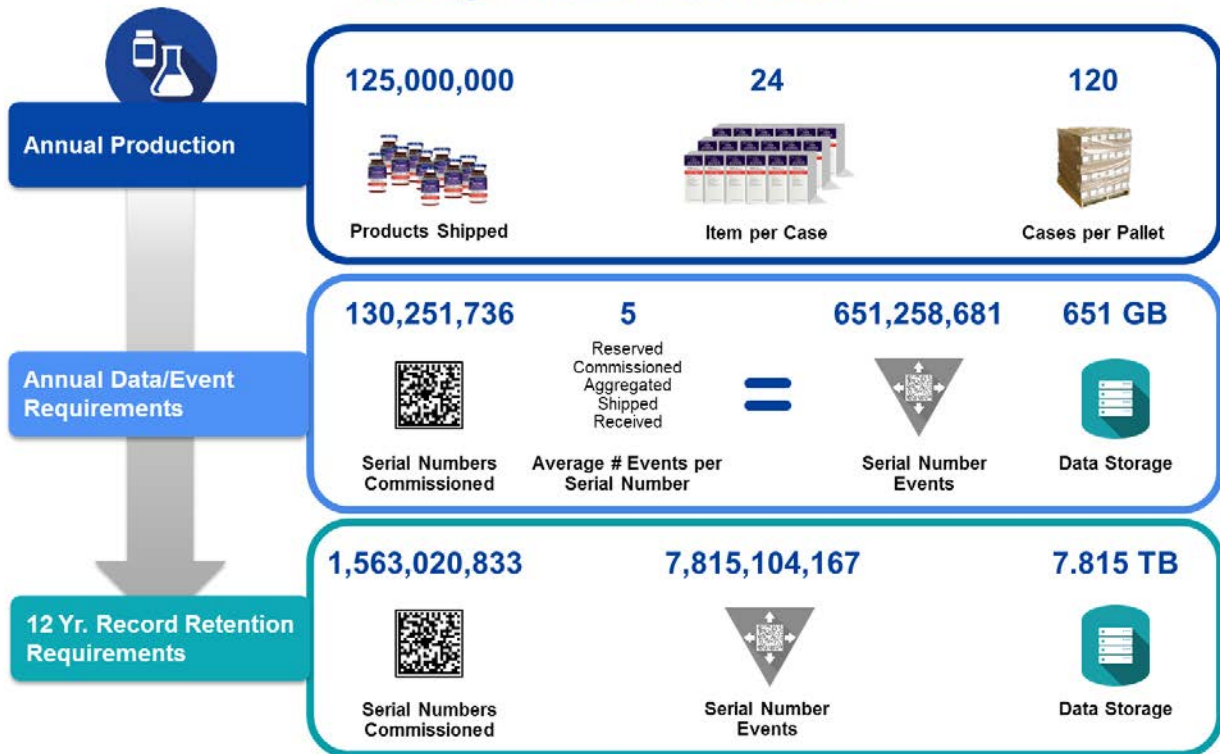 125,000,000
24
120
Annual Production
Products Shipped
Item per Case
Cases per Pallet
130,251,736
5
651,258,681
651 GB
Reserved
Commissioned
Aggregated
Shipped
Received
=
Annual Data/Event
Requirements
Serial Numbers
Commissioned
Average # Events per
Serial Number
Serial Number
Events
Data Storage
1,563,020,833
7,815,104,167
7.815 TB
12 Yr. Record Retention
Requirements
Serial Numbers
Commissioned
Serial Number
Events
Data Storage